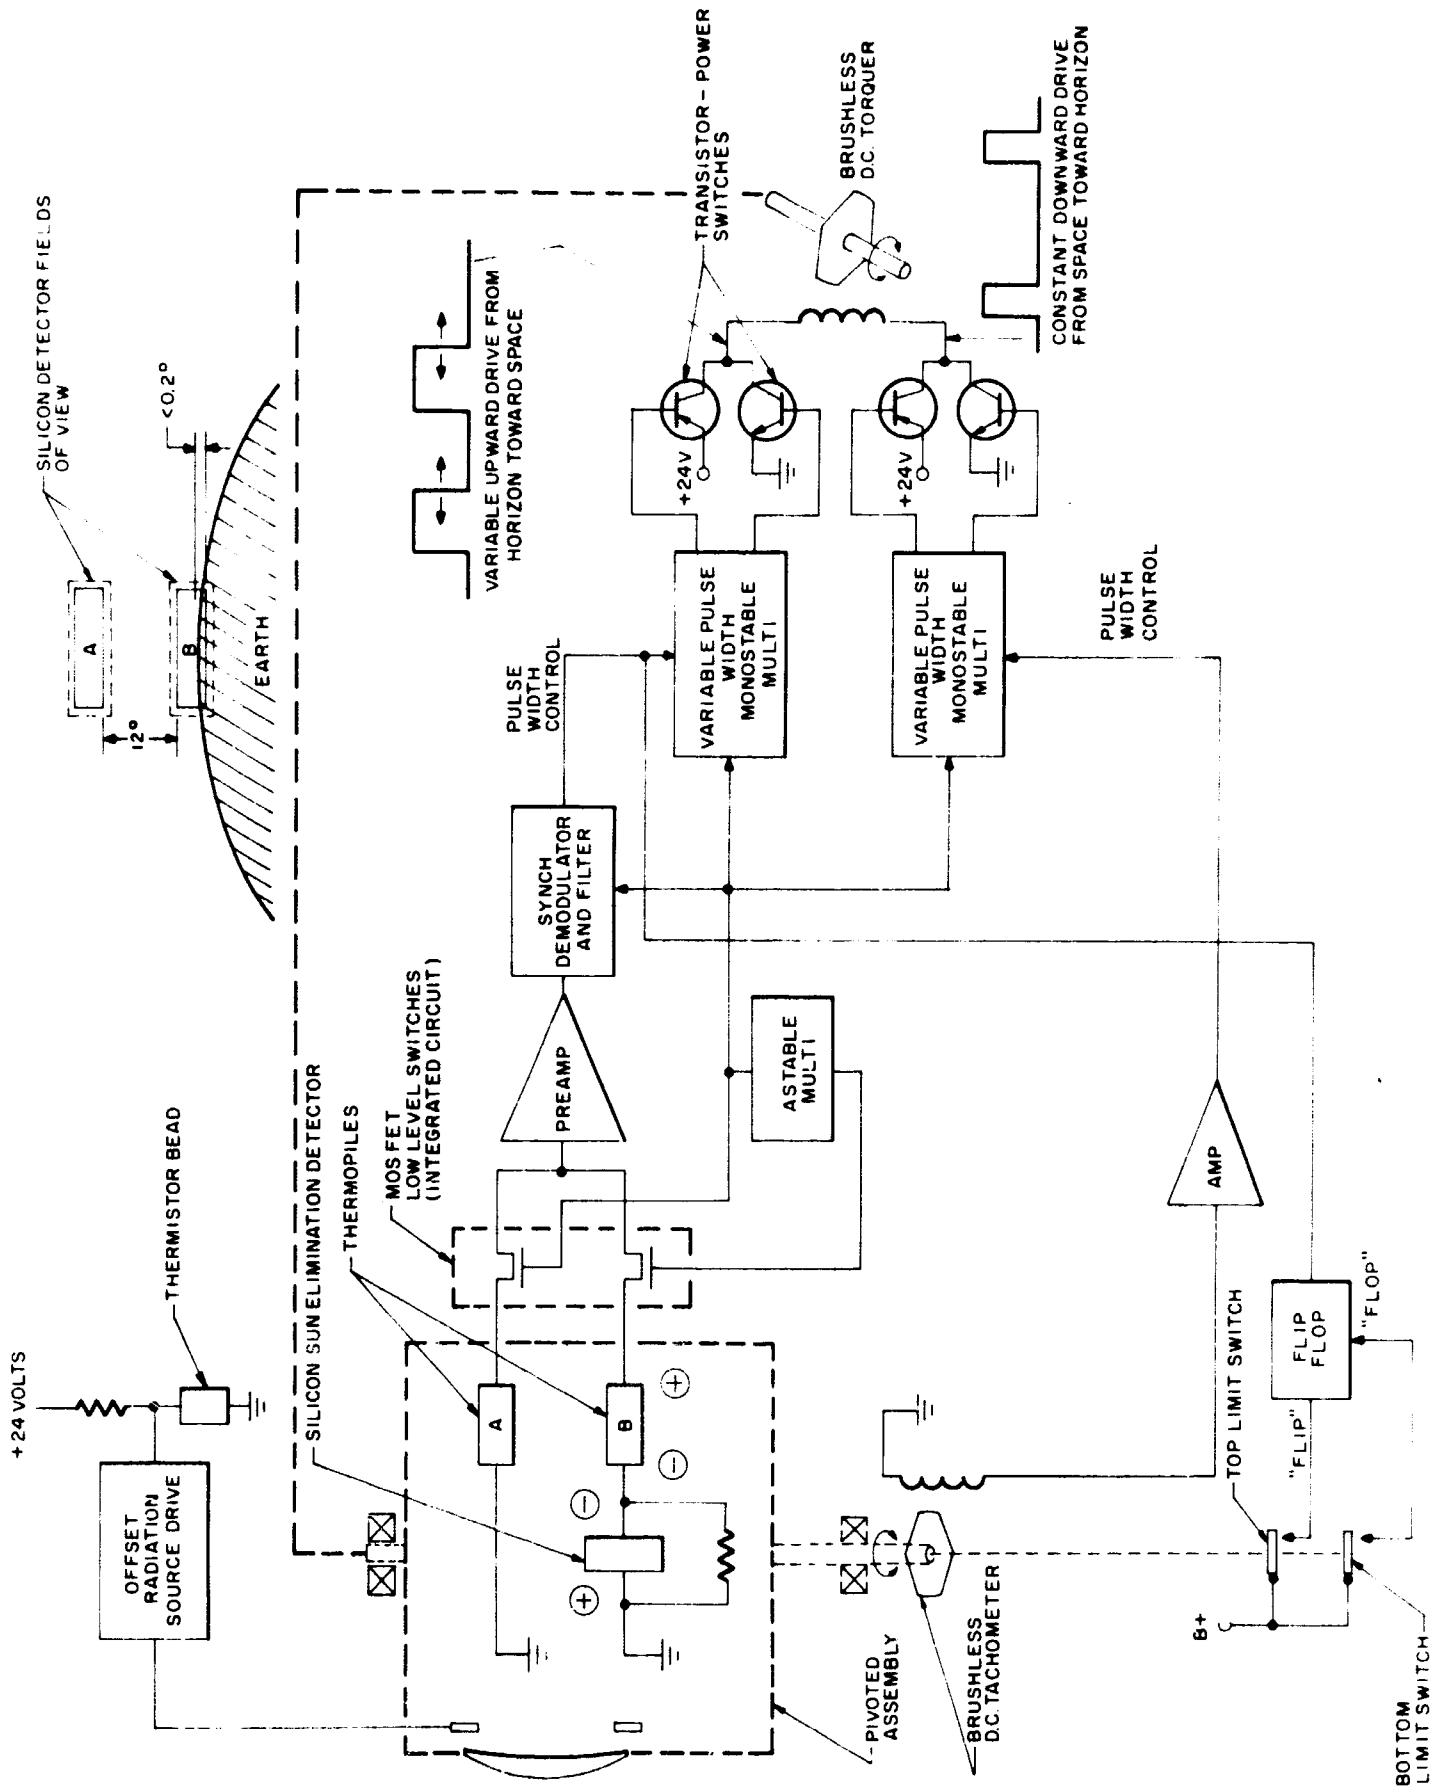 +24 VOLTS
THERMISTOR BEAD
OFFSET
RADIATION
SOURCE DRIVE
SILICON SUN ELIMINATION DETECTOR
THERMOPILES
MOSFET
LOW LEVEL SWITCHES
(INTEGRATED CIRCUIT)
SILICON DETECTOR FIELDS
OF VIEW
A
B
12°
<0.2°
EARTH
VARIABLE UPWARD DRIVE FROM
HORIZON TOWARD SPACE
A
B
+
-
-
+
PREAMP
SYNCH
DEMODULATOR
AND FILTER
PULSE
WIDTH
CONTROL
ASTABLE
MULTI
VARIABLE PULSE
WIDTH
MONOSTABLE
MULTI
+24V
TRANSISTOR - POWER
SWITCHES
BRUSHLESS
D.C. TORQUER
VARIABLE PULSE
WIDTH
MONOSTABLE
MULTI
+24V
PULSE
WIDTH
CONTROL
CONSTANT DOWNWARD DRIVE
FROM SPACE TOWARD HORIZON
PIVOTED
ASSEMBLY
BRUSHLESS
D.C. TACHOMETER
AMP
TOP LIMIT SWITCH
"FLIP"
FLIP
FLOP
"FLOP"
B+
BOTTOM
LIMIT SWITCH